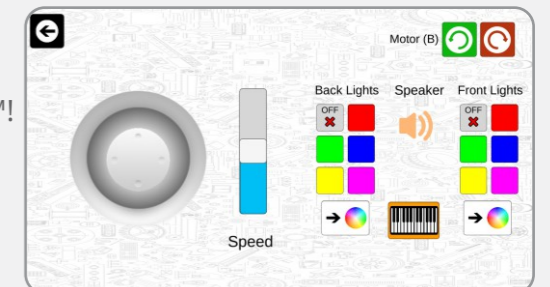 Motor (B)
Back Lights Speaker Front Lights
OFF OFF
!
Speed